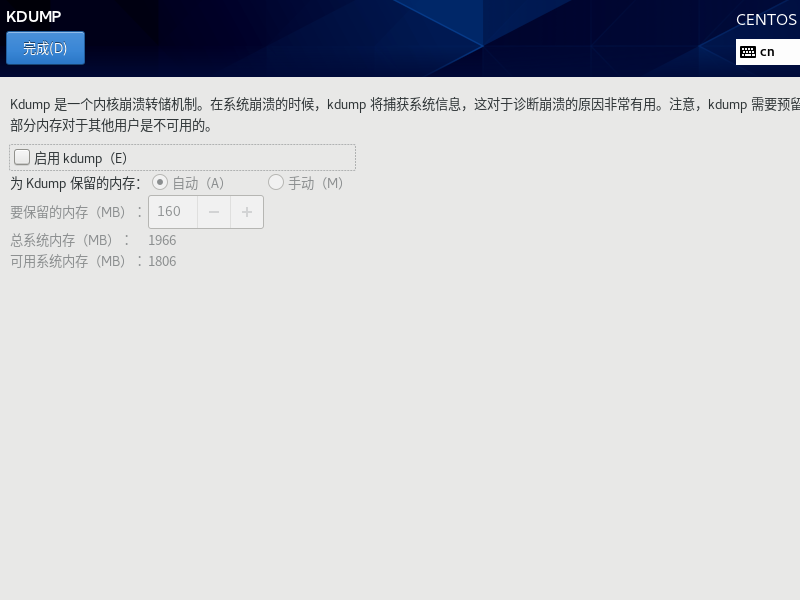 KDUMP
CENTOS
完成(D)
cn
Kdump 是一个内核崩溃转储机制。在系统崩溃的时候，kdump 将捕获系统信息，这对于诊断崩溃的原因非常有用。注意，kdump 需要预留
部分内存对于其他用户是不可用的。
启用 kdump（E）
为 Kdump 保留的内存： 自动（A） 手动（M）
要保留的内存（MB）： 160 − +
总系统内存（MB）： 1966
可用系统内存（MB）：1806